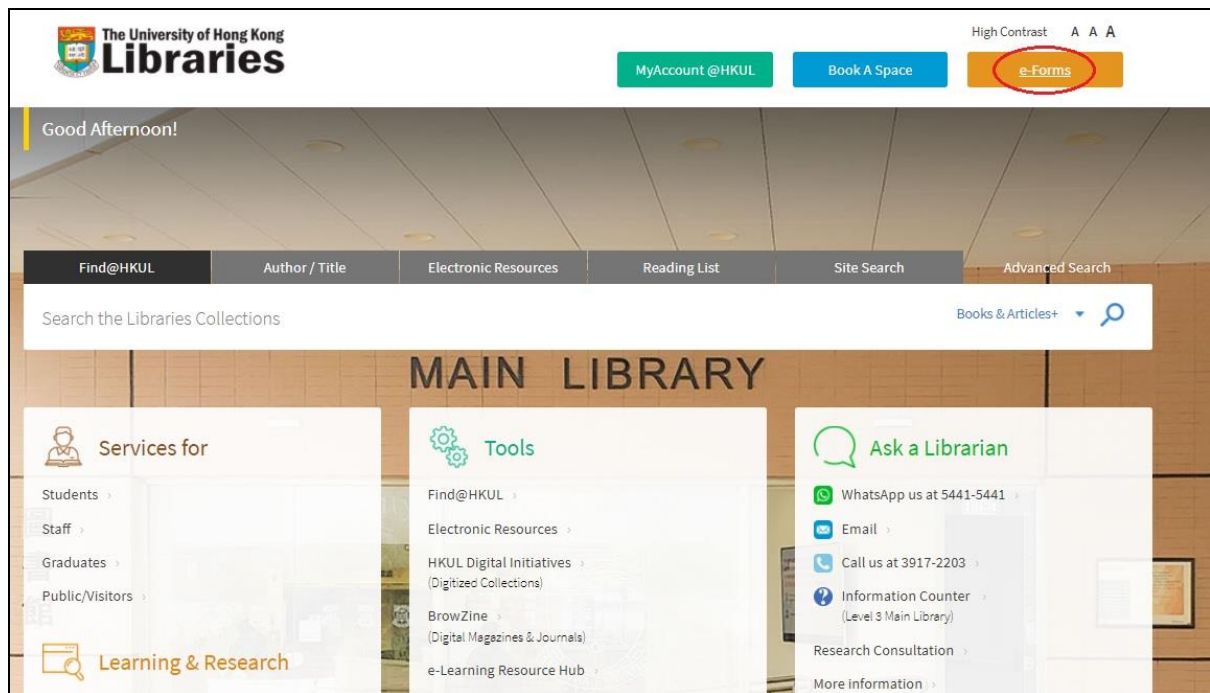 The University of Hong Kong
Libraries
High Contrast A A A
MyAccount @HKUL
Book A Space
e-Forms
Good Afternoon!
Find@HKUL
Author / Title
Electronic Resources
Reading List
Site Search
Advanced Search
Search the Libraries Collections
Books & Articles+
MAIN LIBRARY
Services for
Students
Staff
Graduates
Public/Visitors
Learning & Research
Tools
Find@HKUL
Electronic Resources
HKUL Digital Initiatives
(Digitized Collections)
BrowZine
(Digital Magazines & Journals)
e-Learning Resource Hub
Ask a Librarian
WhatsApp us at 5441-5441
Email
Call us at 3917-2203
Information Counter
(Level 3 Main Library)
Research Consultation
More information